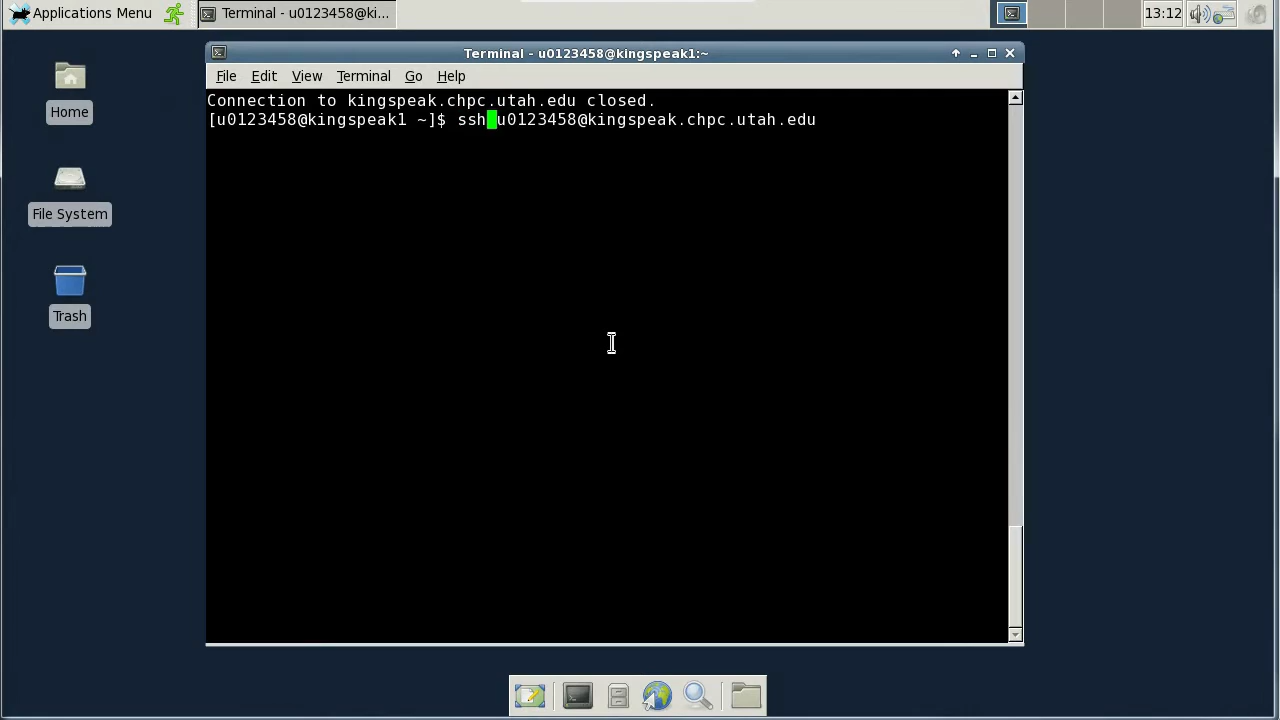 Applications Menu
Terminal - u0123458@ki...
13:12
Terminal - u0123458@kingspeak1:~
File Edit View Terminal Go Help
Connection to kingspeak.chpc.utah.edu closed.
[u0123458@kingspeak1 ~]$ ssh u0123458@kingspeak.chpc.utah.edu
Home
File System
Trash